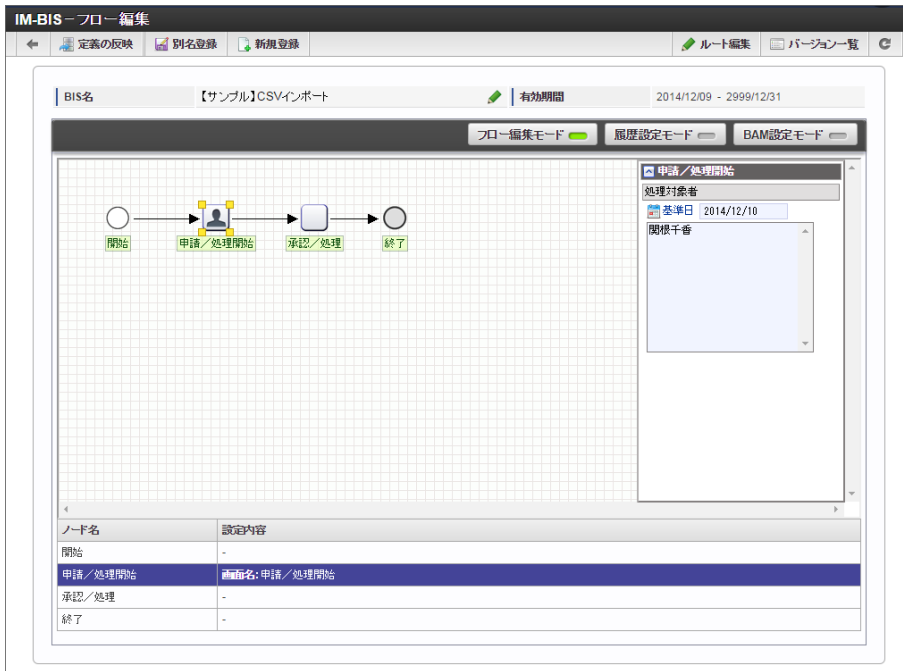 IM-BIS－フロー編集
定義の反映 別名登録 新規登録 ルート編集 バージョン一覧
BIS名 【サンプル】CSVインポート 有効期間 2014/12/09 - 2999/12/31
フロー編集モード 履歴設定モード BAM設定モード
申請／処理開始
処理対象者
基準日 2014/12/10
関根千香
開始 申請／処理開始 承認／処理 終了
ノード名 設定内容
開始 -
申請／処理開始 画面名:申請／処理開始
承認／処理 -
終了 -